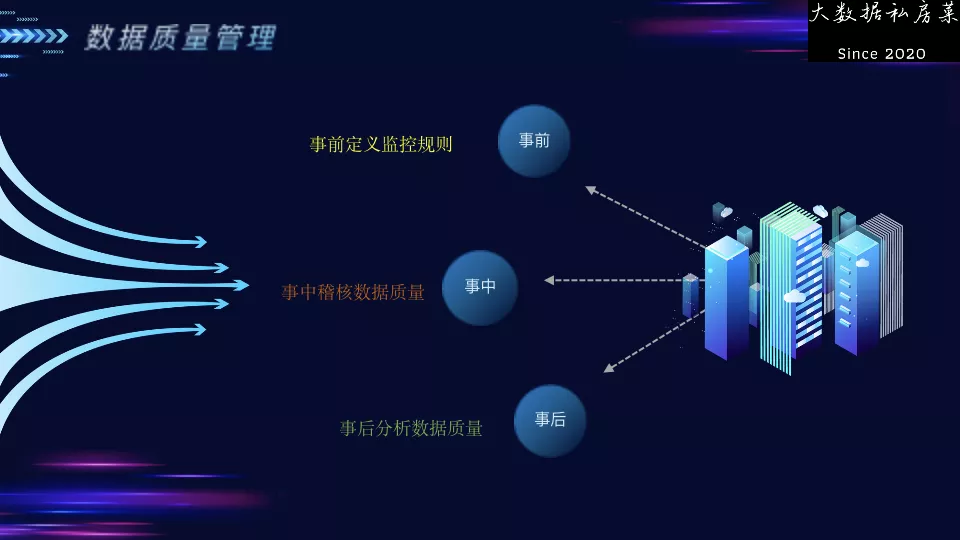 数据质量管理
大数据私房菜
Since 2020
事前定义监控规则
事前
事中稽核数据质量
事中
事后分析数据质量
事后